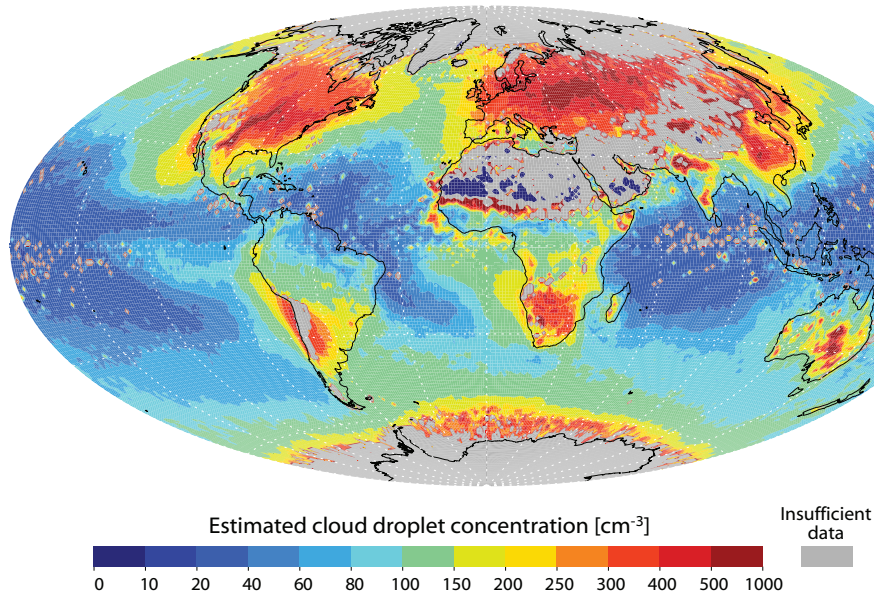 Estimated cloud droplet concentration [cm-3]
Insufficient
data
0 10 20 40 60 80 100 150 200 250 300 400 500 1000